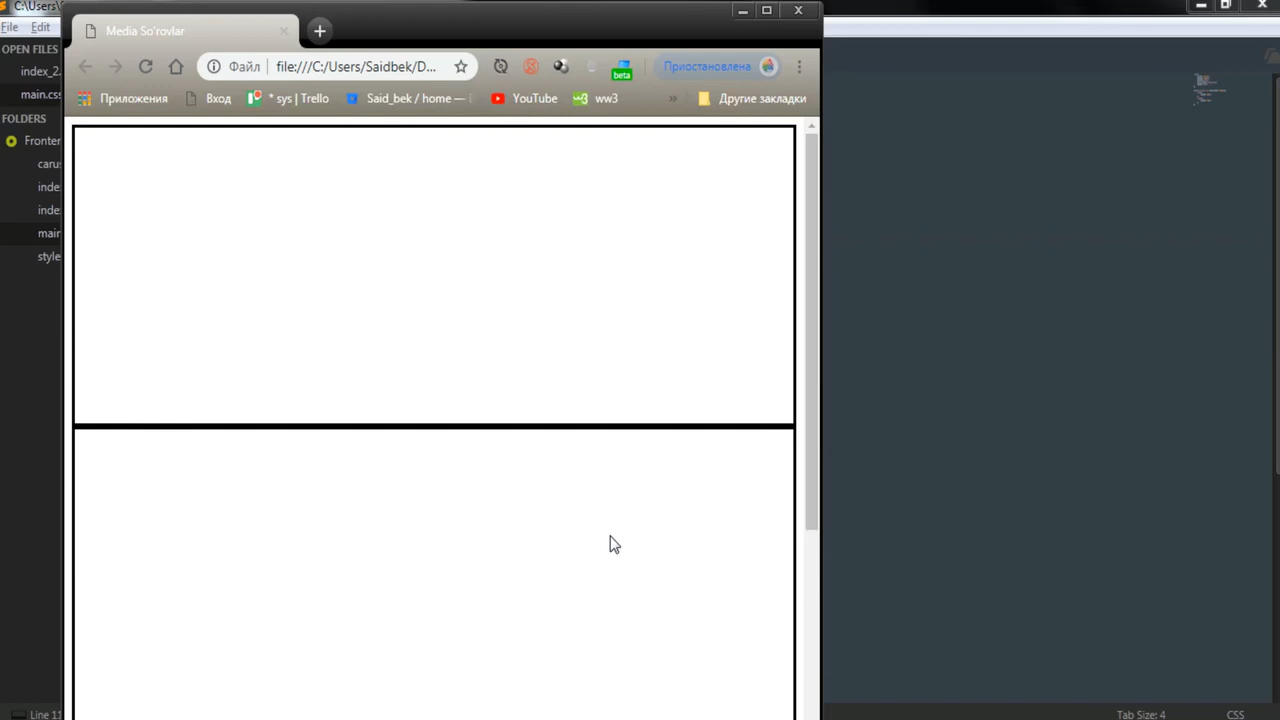 C:\Users\
File Edit
OPEN FILES
index_2.
main.css
FOLDERS
Fronten
carus
inde
inde
main
style
Line 11
Media So'rovlar
Файл file:///C:/Users/Saidbek/D...
beta
Приостановлена
Приложения Вход * sys | Trello Said_bek / home — YouTube w3 ww3 » Другие закладки
Tab Size: 4 CSS